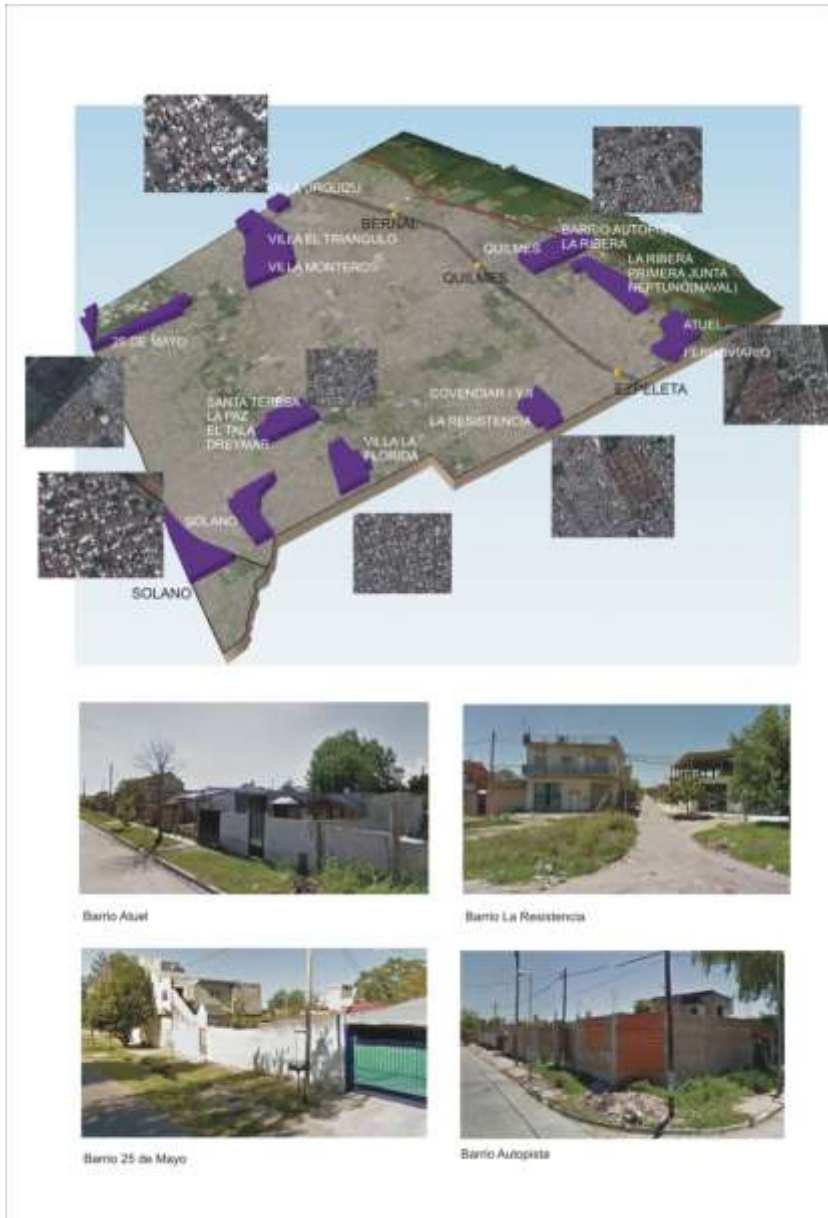 VILLA URQUIZU
BERNAL
VILLA EL TRIANGULO
VILLA MONTEROS
QUILMES
QUILMES
BARRIO AUTOPISTA
LA RIBERA
LA RIBERA
PRIMERA JUNTA
NEPTUNO(NAVAL)
ATUEL
FERROVIARIO
EZPELETA
25 DE MAYO
SANTA TERESA
LA PAZ
EL TALA
DREYMAR
VILLA LA
FLORIDA
COVENDIAR I Y II
LA RESISTENCIA
SOLANO
SOLANO
Barrio Atuel
Barrio La Resistencia
Barrio 25 de Mayo
Barrio Autopista